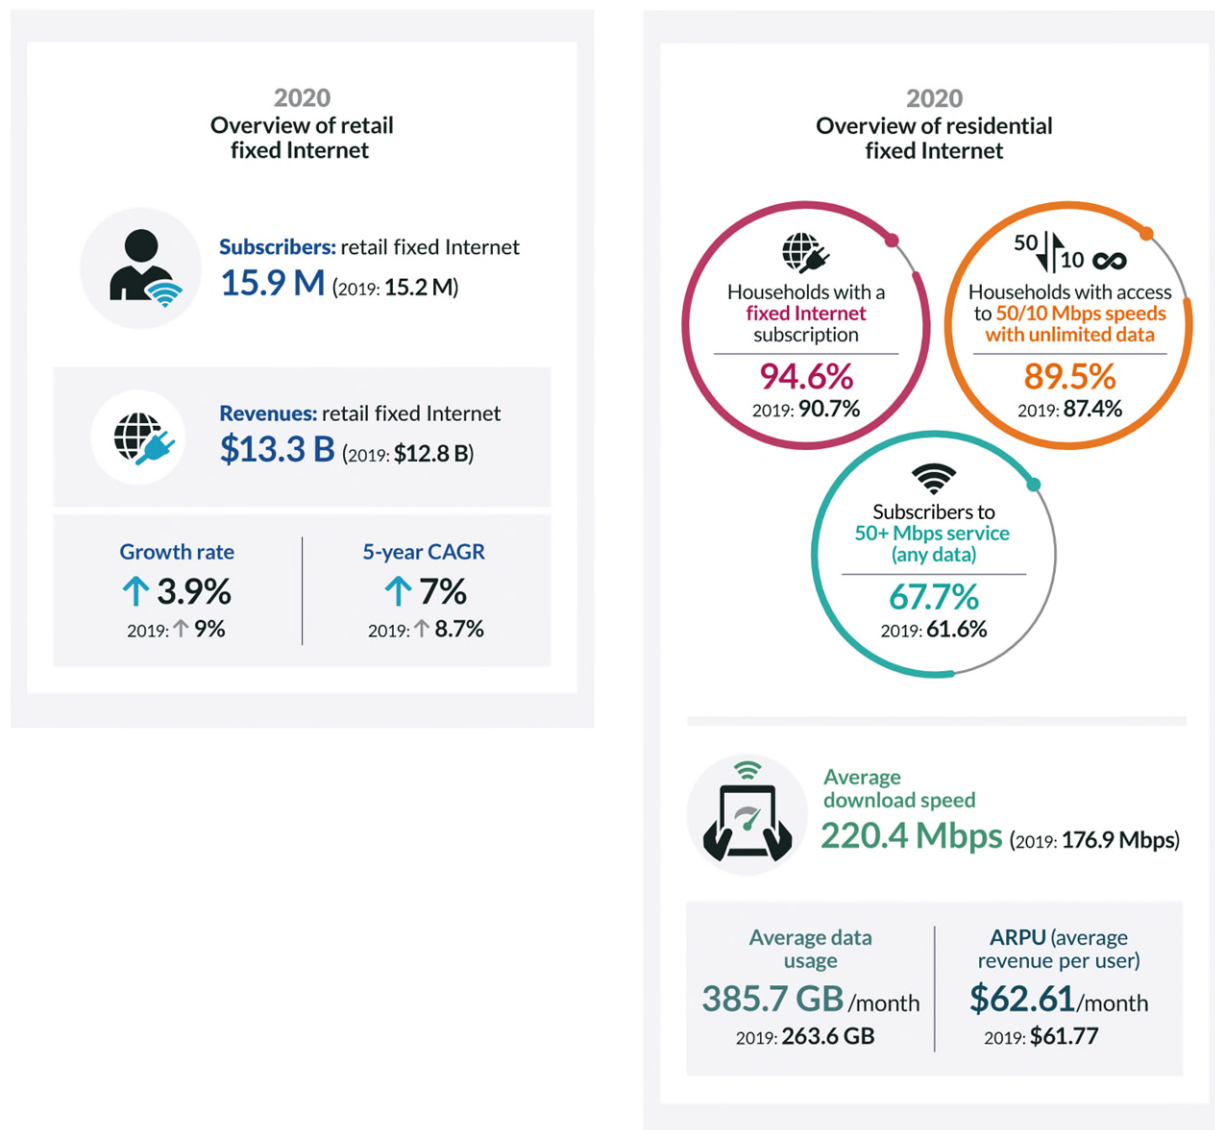 2020
Overview of retail
fixed Internet
Subscribers: retail fixed Internet
15.9 M (2019: 15.2 M)
Revenues: retail fixed Internet
$13.3 B (2019: $12.8 B)
Growth rate
↑ 3.9%
2019: ↑ 9%
5-year CAGR
↑ 7%
2019: ↑ 8.7%
2020
Overview of residential
fixed Internet
Households with a
fixed Internet
subscription
94.6%
2019: 90.7%
50 10 ∞
Households with access
to 50/10 Mbps speeds
with unlimited data
89.5%
2019: 87.4%
Subscribers to
50+ Mbps service
(any data)
67.7%
2019: 61.6%
Average
download speed
220.4 Mbps (2019: 176.9 Mbps)
Average data
usage
385.7 GB/month
2019: 263.6 GB
ARPU (average
revenue per user)
$62.61/month
2019: $61.77